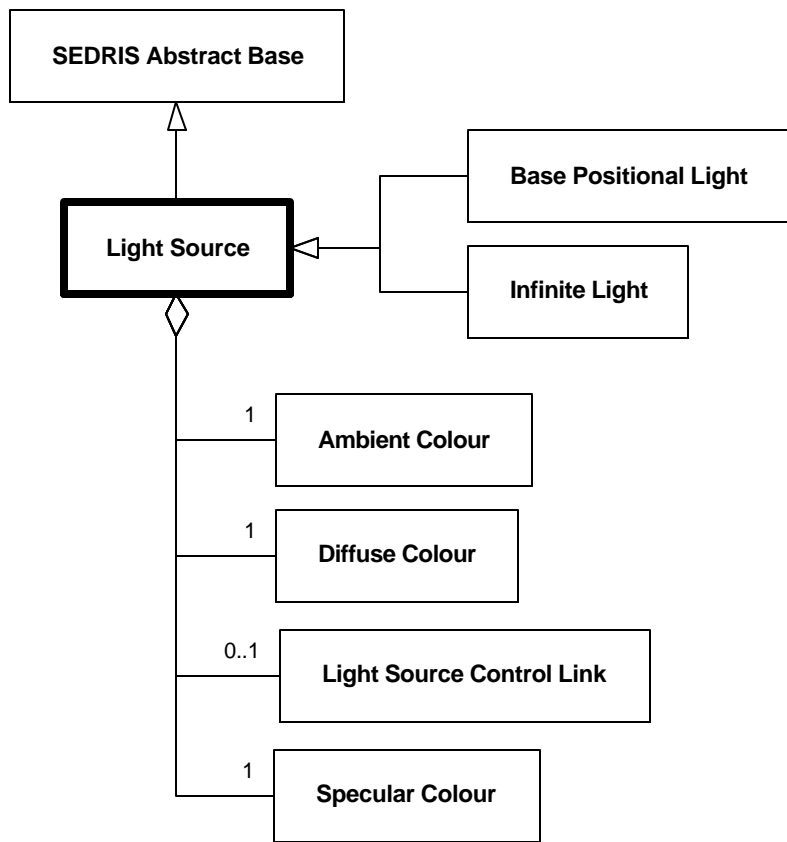 SEDRIS Abstract Base
Base Positional Light
Light Source
Infinite Light
1
Ambient Colour
1
Diffuse Colour
0..1
Light Source Control Link
1
Specular Colour